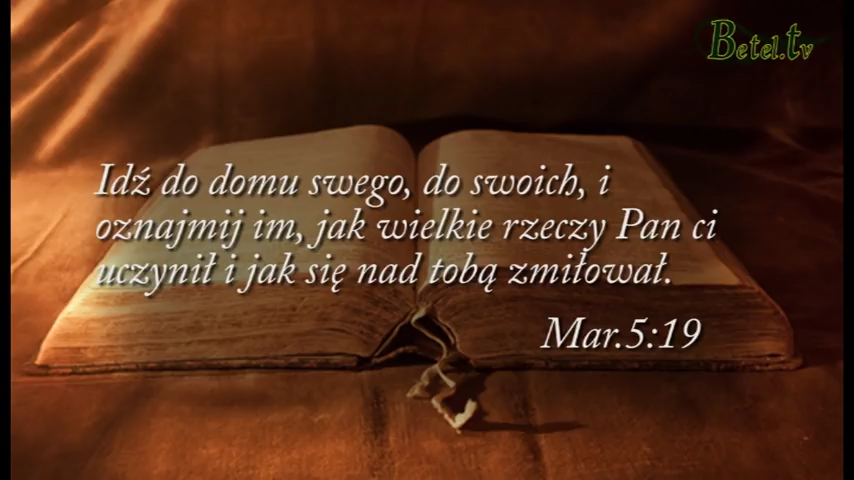 Betel.tv
Idź do domu swego, do swoich, i
oznajmij im, jak wielkie rzeczy Pan ci
uczynił i jak się nad tobą zmiłował.
Mar.5:19